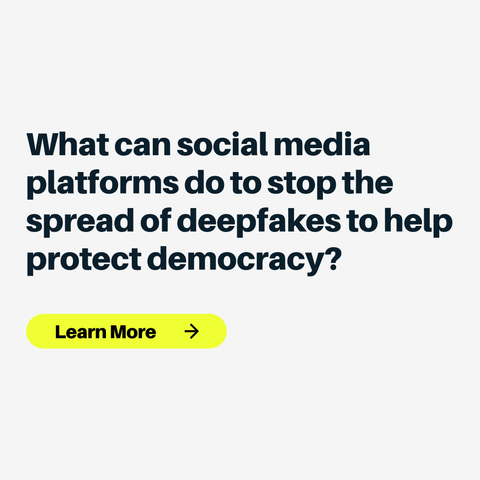 What can social media
platforms do to stop the
spread of deepfakes to help
protect democracy?
Learn More →